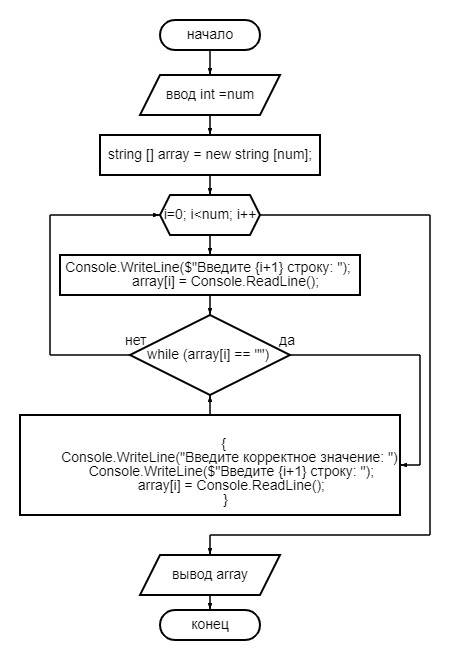 начало
ввод int =num
string [] array = new string [num];
i=0; i<num; i++
Console.WriteLine($"Введите {i+1} строку: ");
array[i] = Console.ReadLine();
нет
да
while (array[i] == "")
{
Console.WriteLine("Введите корректное значение: ")
Console.WriteLine($"Введите {i+1} строку: ");
array[i] = Console.ReadLine();
}
вывод array
конец